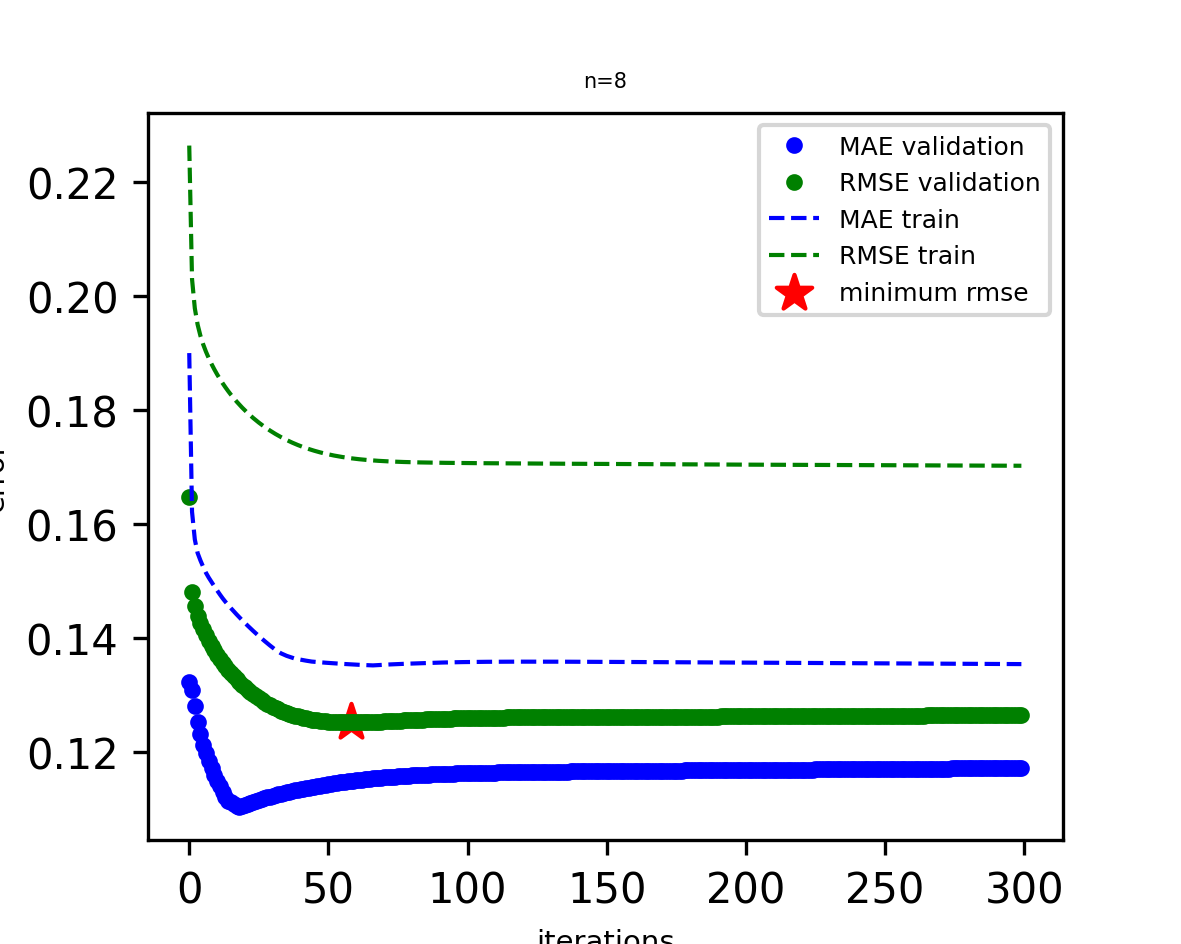 n=8
MAE validation
RMSE validation
MAE train
RMSE train
minimum rmse
0.22
0.20
0.18
0.16
0.14
0.12
0
50
100
150
200
250
300
iterations